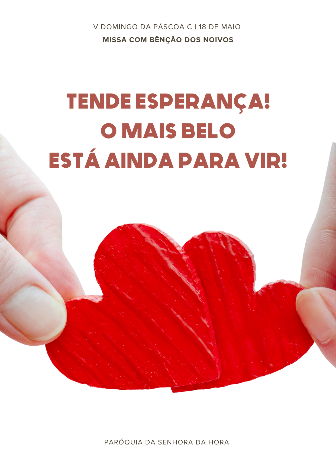 V DOMINGO DA PÁSCOA C | 18 DE MAIO
MISSA COM BÊNÇÃO DOS NOIVOS
TENDE ESPERANÇA!
O MAIS BELO
ESTÁ AINDA PARA VIR!
PARÓQUIA DA SENHORA DA HORA